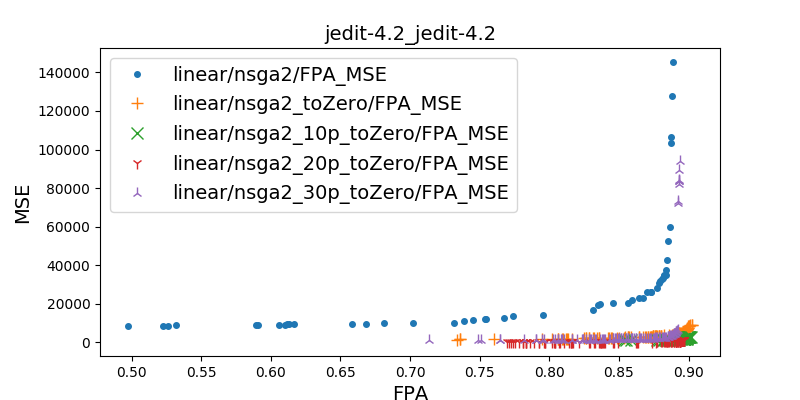 jedit-4.2_jedit-4.2
linear/nsga2/FPA_MSE
linear/nsga2_toZero/FPA_MSE
linear/nsga2_10p_toZero/FPA_MSE
linear/nsga2_20p_toZero/FPA_MSE
linear/nsga2_30p_toZero/FPA_MSE
MSE
140000
120000
100000
80000
60000
40000
20000
0
0.50 0.55 0.60 0.65 0.70 0.75 0.80 0.85 0.90
FPA